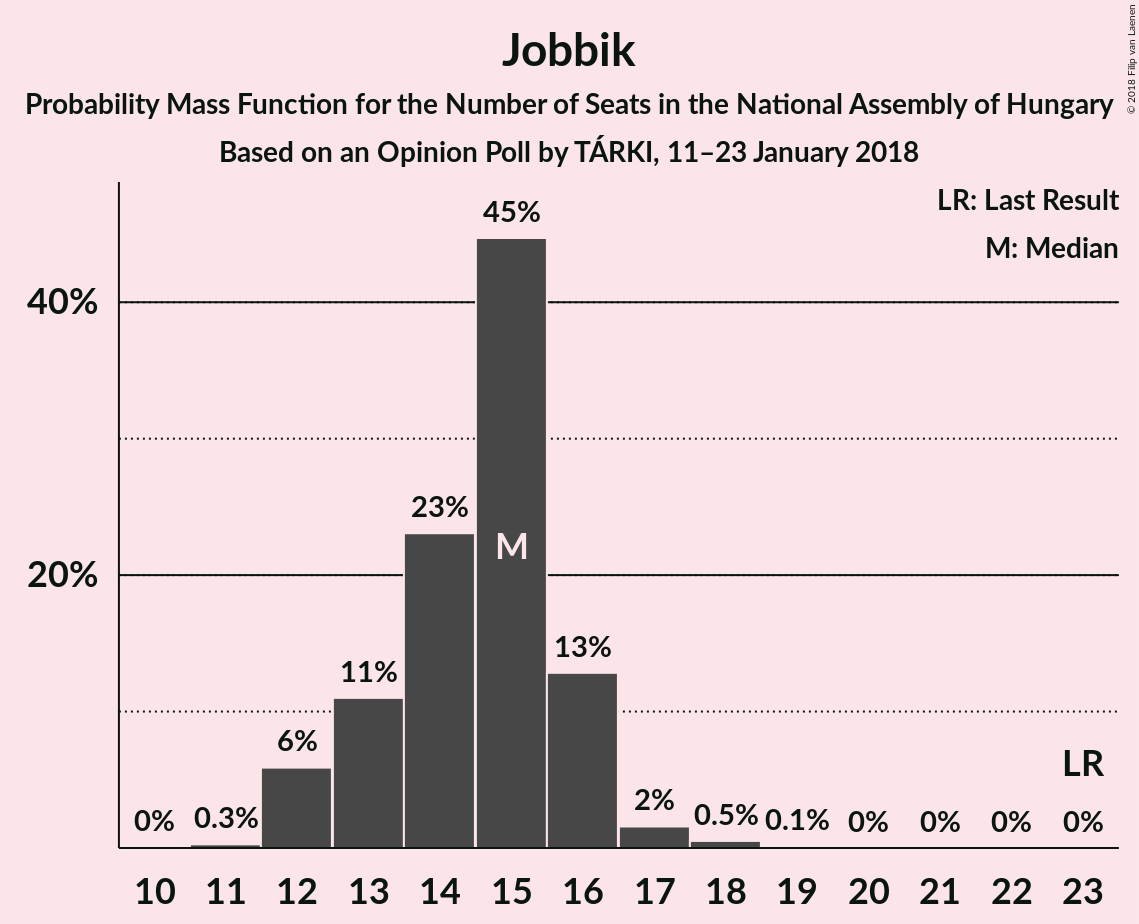 Jobbik
Probability Mass Function for the Number of Seats in the National Assembly of Hungary
Based on an Opinion Poll by TÁRKI, 11–23 January 2018
© 2018 Filip van Laenen
LR: Last Result
M: Median
40%
20%
0%
0.3%
6%
11%
23%
45%
M
13%
2%
0.5%
0.1%
0%
0%
0%
LR
0%
10 11 12 13 14 15 16 17 18 19 20 21 22 23